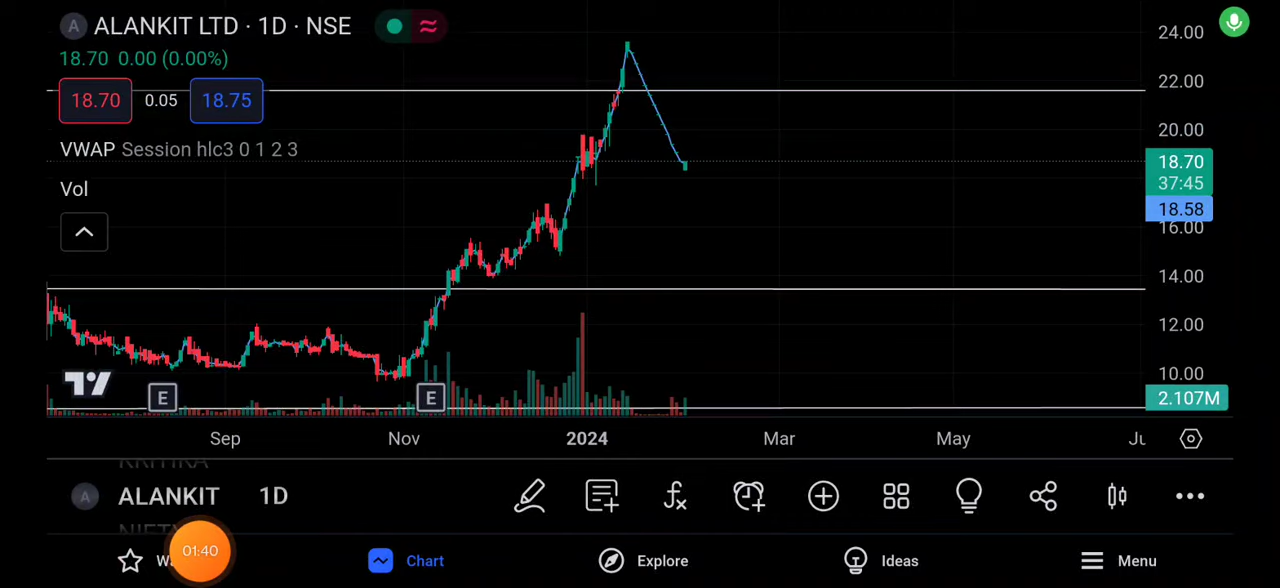 A ALANKIT LTD · 1D · NSE
18.70 0.00 (0.00%)
18.70 0.05 18.75
VWAP Session hlc3 0 1 2 3
Vol
24.00
22.00
20.00
18.70
37:45
18.58
16.00
14.00
12.00
10.00
2.107M
E E
Sep Nov 2024 Mar May
KRITIKA
A ALANKIT 1D
01:40
Chart Explore Ideas Menu